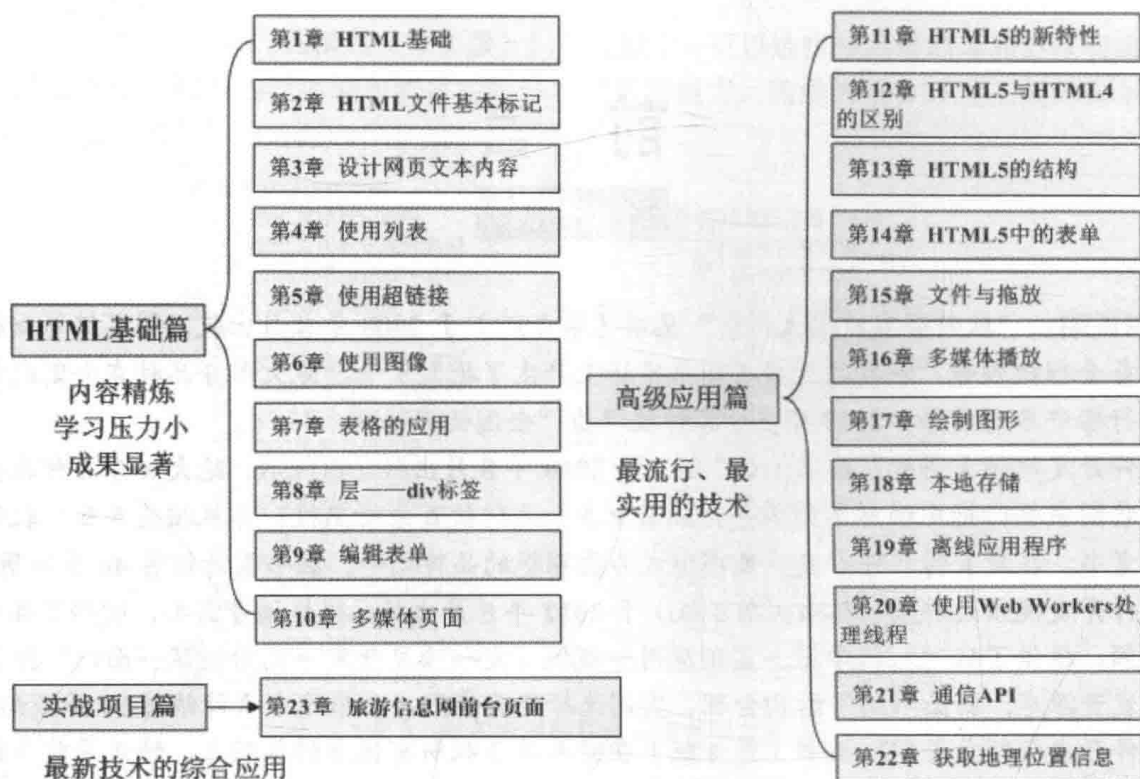 HTML基础篇
内容精炼
学习压力小
成果显著
第1章 HTML基础
第2章 HTML文件基本标记
第3章 设计网页文本内容
第4章 使用列表
第5章 使用超链接
第6章 使用图像
第7章 表格的应用
第8章 层——div标签
第9章 编辑表单
第10章 多媒体页面
实战项目篇
第23章 旅游信息网前台页面
最新技术的综合应用
高级应用篇
最流行、最
实用的技术
第11章 HTML5的新特性
第12章 HTML5与HTML4
的区别
第13章 HTML5的结构
第14章 HTML5中的表单
第15章 文件与拖放
第16章 多媒体播放
第17章 绘制图形
第18章 本地存储
第19章 离线应用程序
第20章 使用Web Workers处
理线程
第21章 通信API
第22章 获取地理位置信息